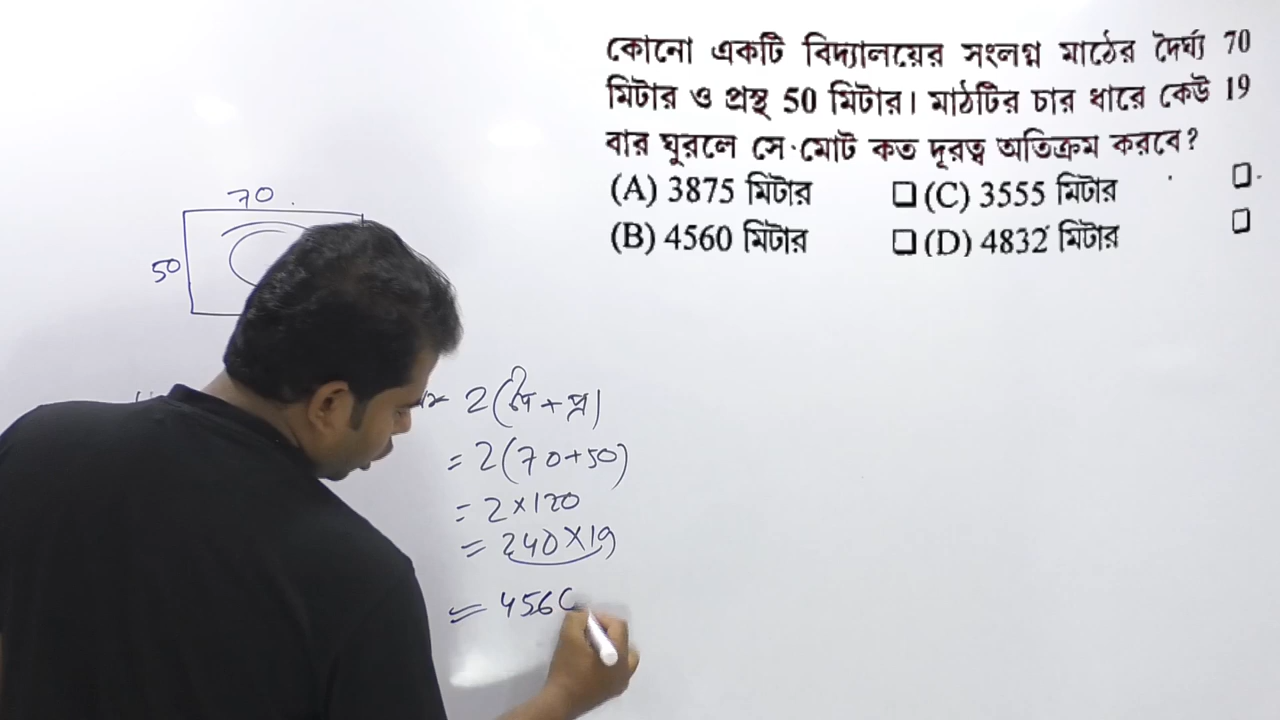 কোনো একটি বিদ্যালয়ের সংলগ্ন মাঠের দৈর্ঘ্য 70
মিটার ও প্রস্থ 50 মিটার। মাঠটির চার ধারে কেউ 19
বার ঘুরলে সে মোট কত দূরত্ব অতিক্রম করবে?
(A) 3875 মিটার (C) 3555 মিটার
(B) 4560 মিটার (D) 4832 মিটার
70
50
2(দৈ+প্র)
= 2(70+50)
= 2×120
= 240×19
= 456